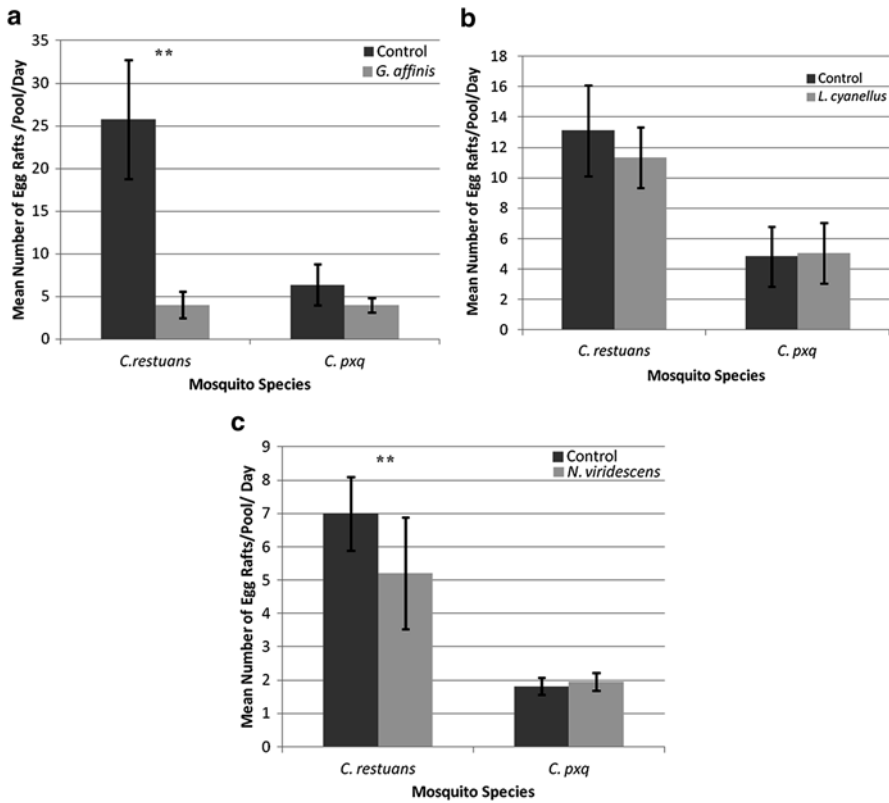 a
Mean Number of Egg Rafts /Pool/Day
35
30
25
20
15
10
5
0
**
Control
G. affinis
C.restuans
C. pxq
Mosquito Species
b
Mean Number of Egg Rafts/Pool/Day
18
16
14
12
10
8
6
4
2
0
Control
L. cyanellus
C. restuans
C. pxq
Mosquito Species
c
Mean Number of Egg Rafts/Pool/ Day
9
8
7
6
5
4
3
2
1
0
**
Control
N. viridescens
C. restuans
C. pxq
Mosquito Species